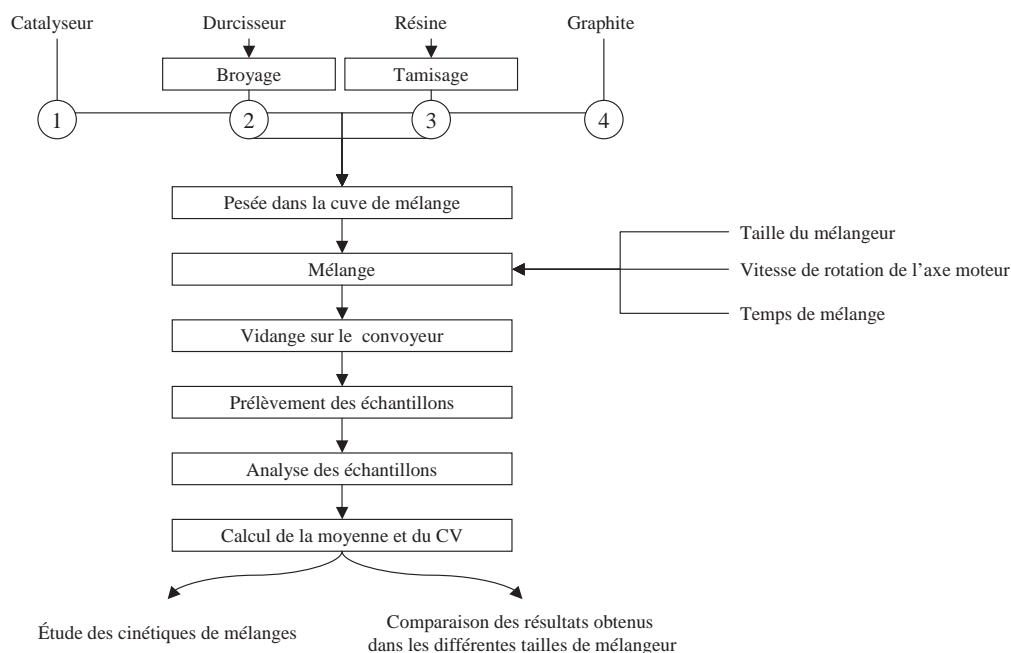 Catalyseur
Durcisseur
Résine
Graphite
Broyage
Tamisage
1
2
3
4
Pesée dans la cuve de mélange
Taille du mélangeur
Mélange
Vitesse de rotation de l’axe moteur
Temps de mélange
Vidange sur le convoyeur
Prélèvement des échantillons
Analyse des échantillons
Calcul de la moyenne et du CV
Étude des cinétiques de mélanges
Comparaison des résultats obtenus
dans les différentes tailles de mélangeur